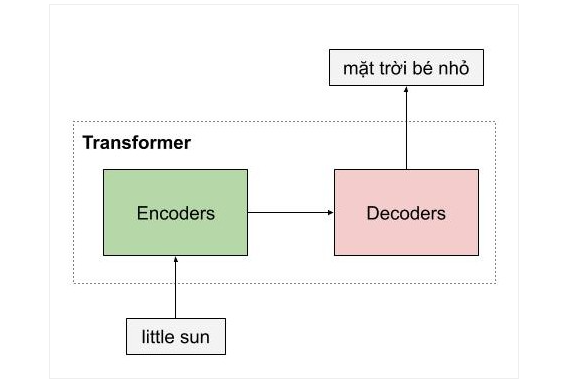 mặt trời bé nhỏ
Transformer
Encoders
Decoders
little sun